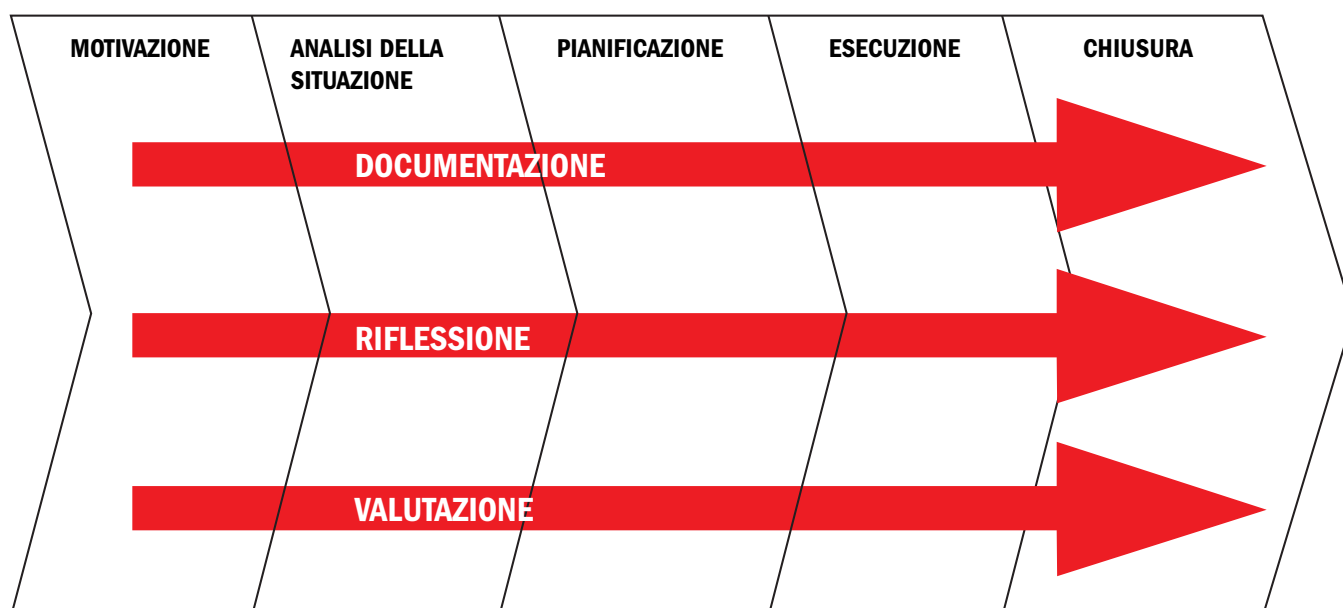 MOTIVAZIONE
ANALISI DELLA
SITUAZIONE
PIANIFICAZIONE
ESECUZIONE
CHIUSURA
DOCUMENTAZIONE
RIFLESSIONE
VALUTAZIONE